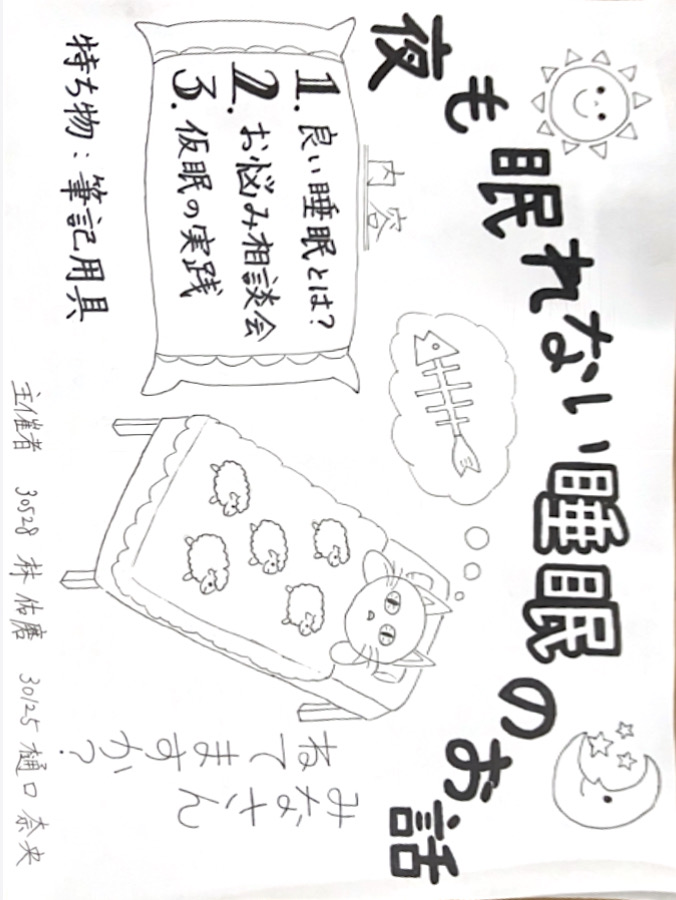 夜も眠れない睡眠のお話
内容
1. 良い睡眠とは?
2. お悩み相談会
3. 仮眠の実践
みなさん
ねてますか?
持ち物:筆記用具
主催者 30528 林 佑磨 30125 樋口 奈央